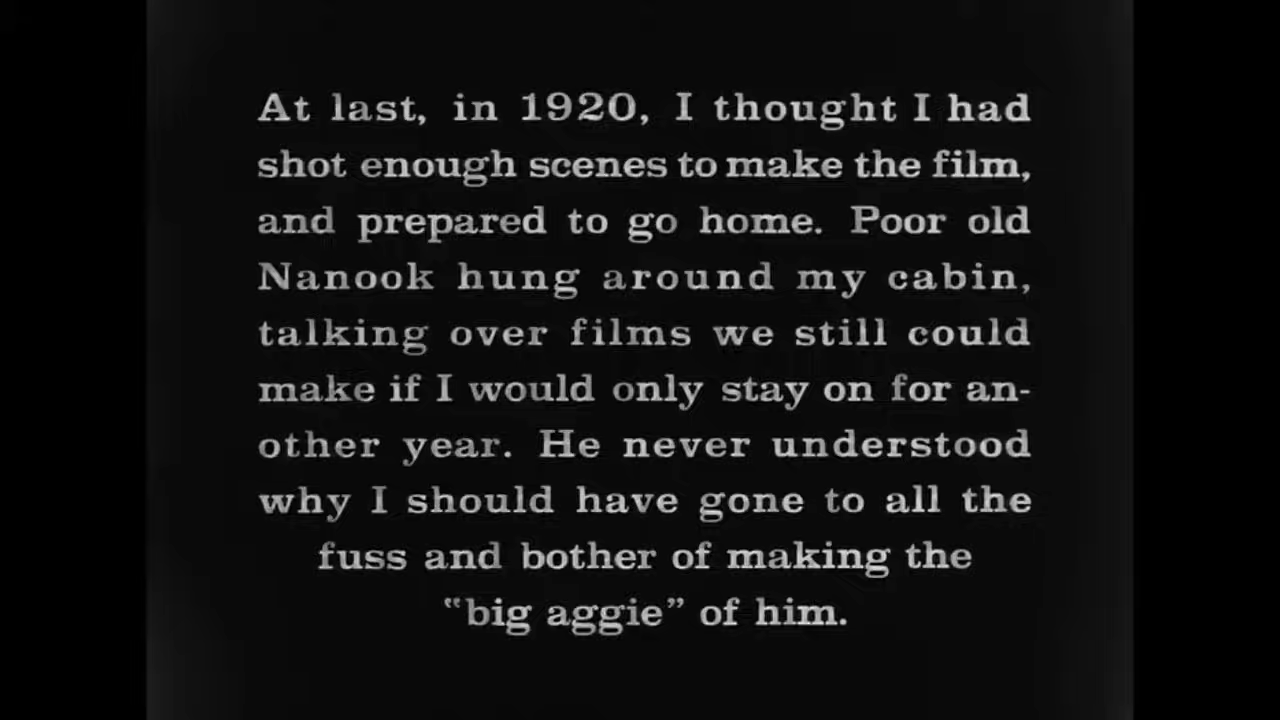 At last, in 1920, I thought I had
shot enough scenes to make the film,
and prepared to go home. Poor old
Nanook hung around my cabin,
talking over films we still could
make if I would only stay on for an-
other year. He never understood
why I should have gone to all the
fuss and bother of making the
“big aggie” of him.